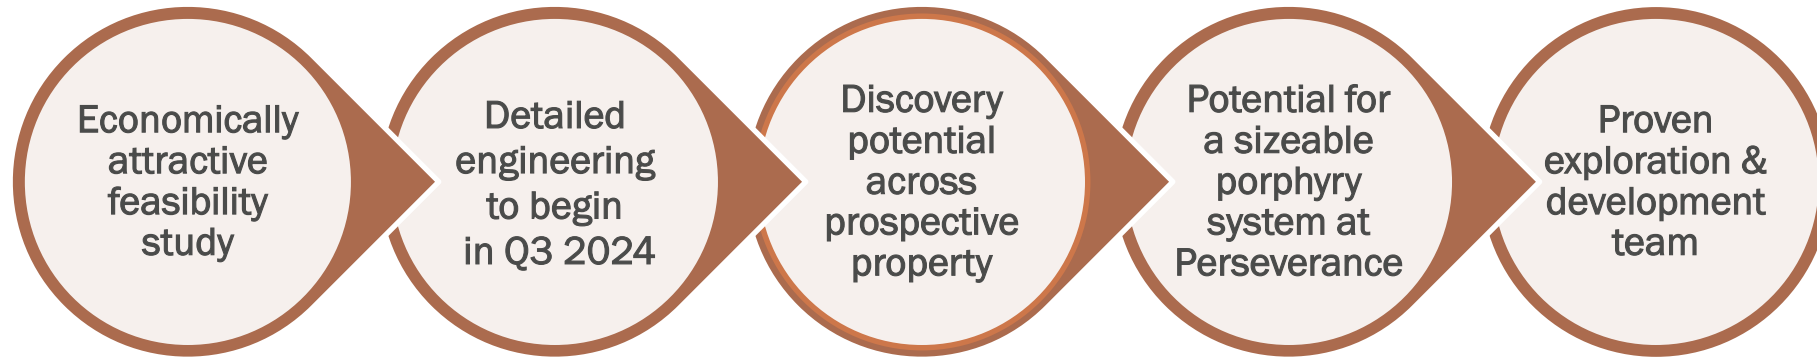 Economically
attractive
feasibility
study
Detailed
engineering
to begin
in Q3 2024
Discovery
potential
across
prospective
property
Potential for
a sizeable
porphyry
system at
Perseverance
Proven
exploration &
development
team